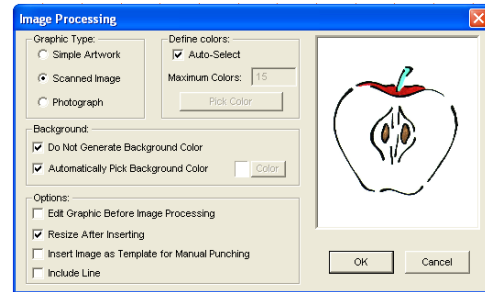 Image Processing
Graphic Type:
Simple Artwork
Scanned Image
Photograph
Define colors:
Auto-Select
Maximum Colors: 15
Pick Color
Background:
Do Not Generate Background Color
Automatically Pick Background Color
Color
Options:
Edit Graphic Before Image Processing
Resize After Inserting
Insert Image as Template for Manual Punching
Include Line
OK
Cancel